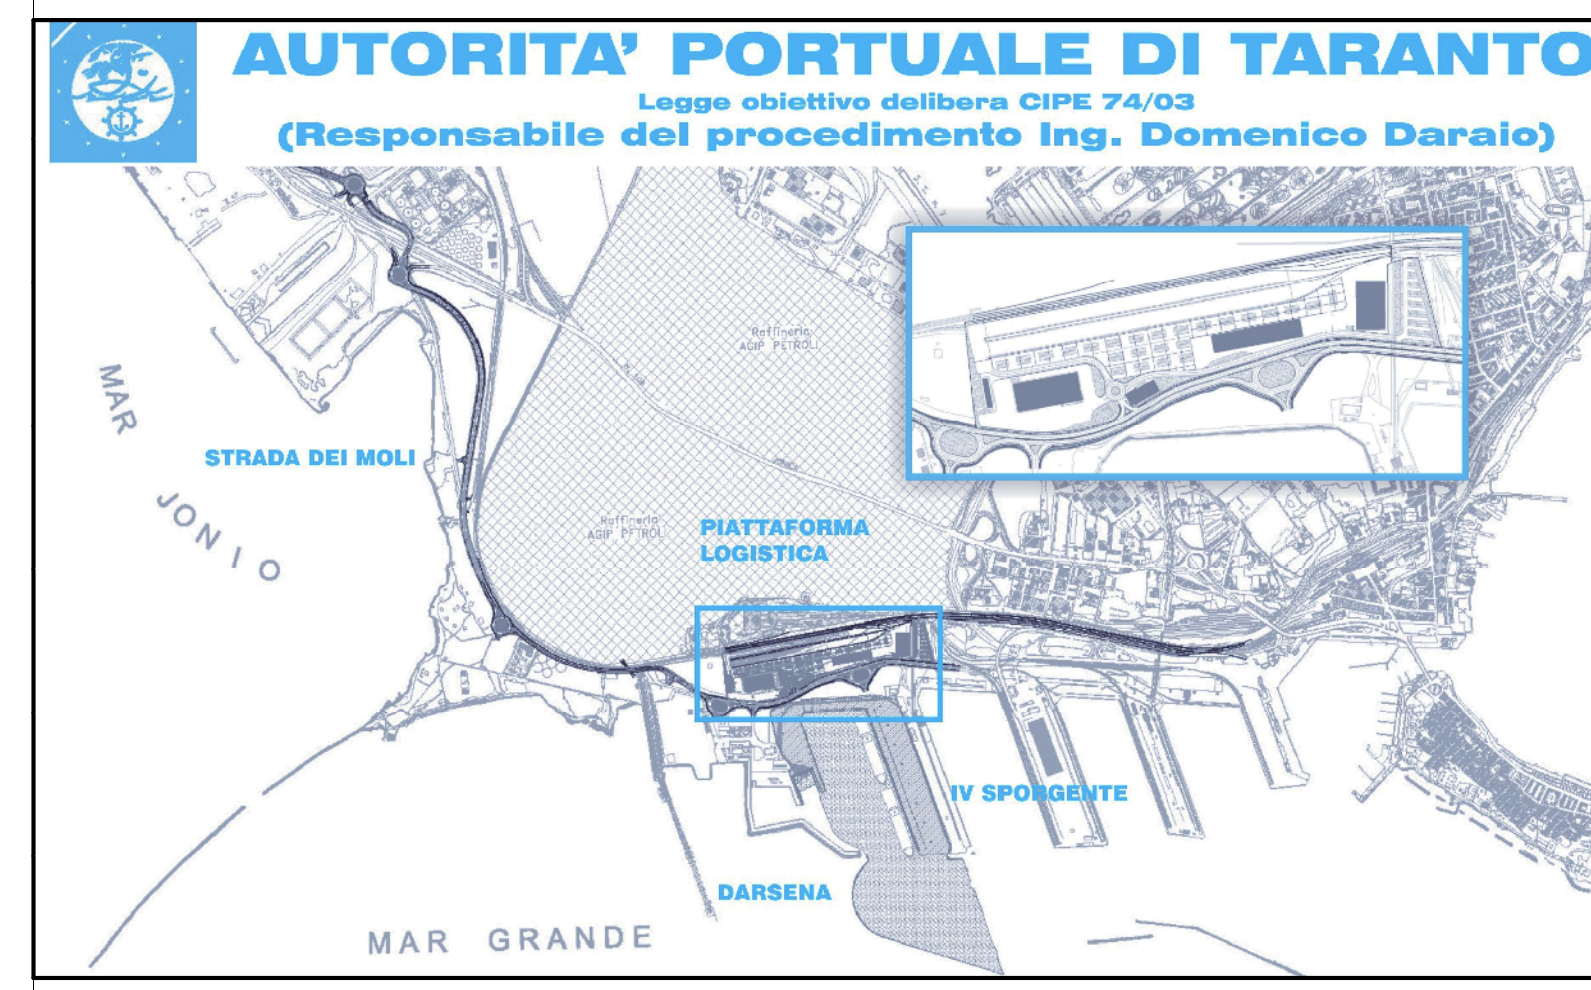 AUTORITA’ PORTUALE DI TARANTO
Legge obiettivo delibera CIPE 74/03
(Responsabile del procedimento Ing. Domenico Daraio)
Raffineria
AGIP PETROLI
MAR
JONIO
STRADA DEI MOLI
Raffineria
AGIP PETROLI
PIATTAFORMA
LOGISTICA
IV SPORGENTE
DARSENA
MAR GRANDE